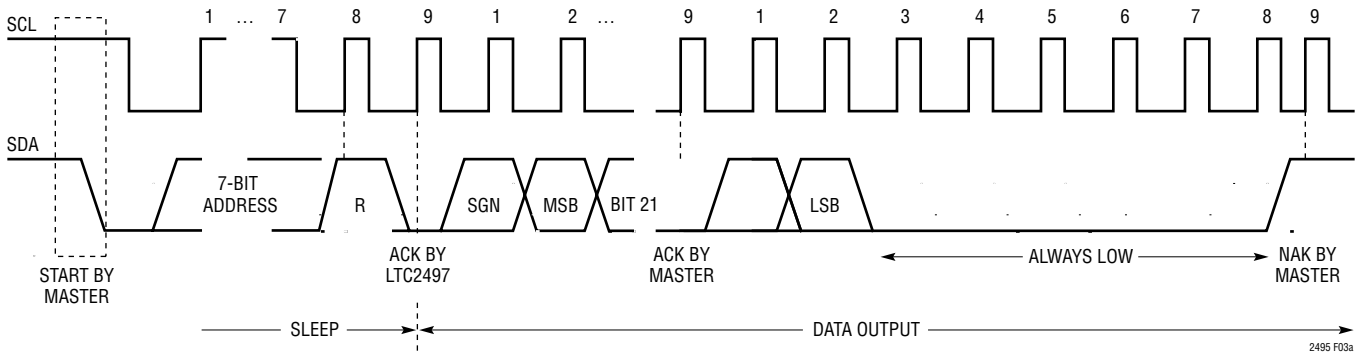 SCL
1 … 7 8 9 1 2 … 9 1 2 3 4 5 6 7 8 9
SDA
7-BIT
ADDRESS
R
SGN
MSB
BIT 21
LSB
START BY
MASTER
ACK BY
LTC2497
ACK BY
MASTER
ALWAYS LOW
NAK BY
MASTER
SLEEP
DATA OUTPUT
2495 F03a